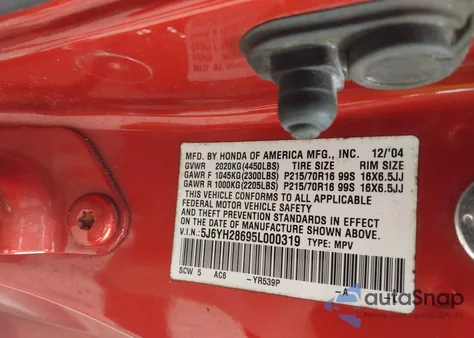 MFD. BY HONDA OF AMERICA MFG., INC. 12/'04
GVWR 2020KG(4450LBS) TIRE SIZE RIM SIZE
GAWR F 1045KG(2300LBS) P215/70R16 99S 16X6.5JJ
GAWR R 1000KG(2205LBS) P215/70R16 99S 16X6.5JJ
THIS VEHICLE CONFORMS TO ALL APPLICABLE
FEDERAL MOTOR VEHICLE SAFETY
AND THEFT PREVENTION STANDARDS IN EFFECT
ON THE DATE OF MANUFACTURE SHOWN ABOVE.
V.I.N.: 5J6YH28695L000319 TYPE: MPV
SCW 5 AC6 -YR539P -A
autoSnap